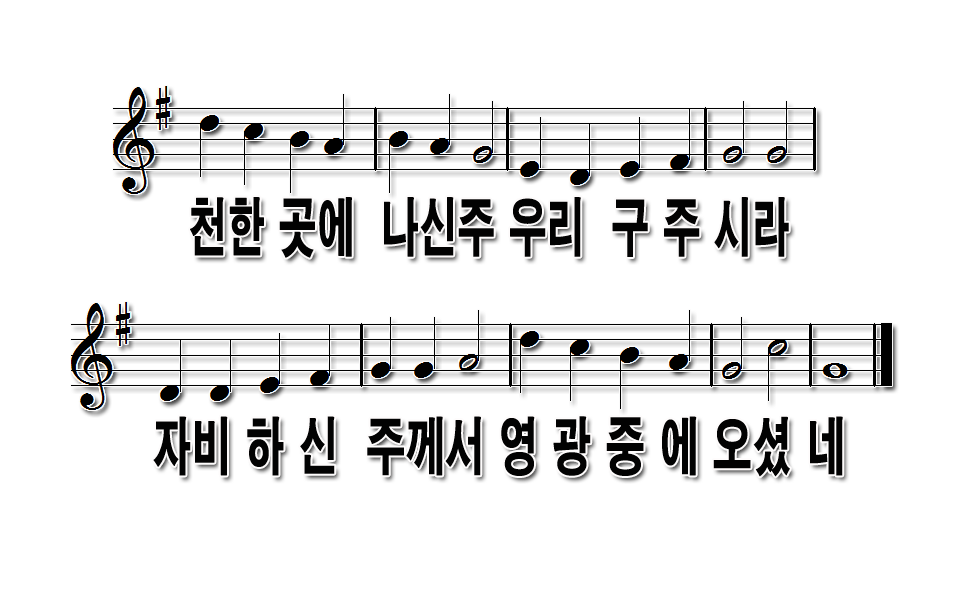 천한 곳에 나신주 우리 구 주 시라
자비 하 신 주께서 영 광 중 에 오셨 네